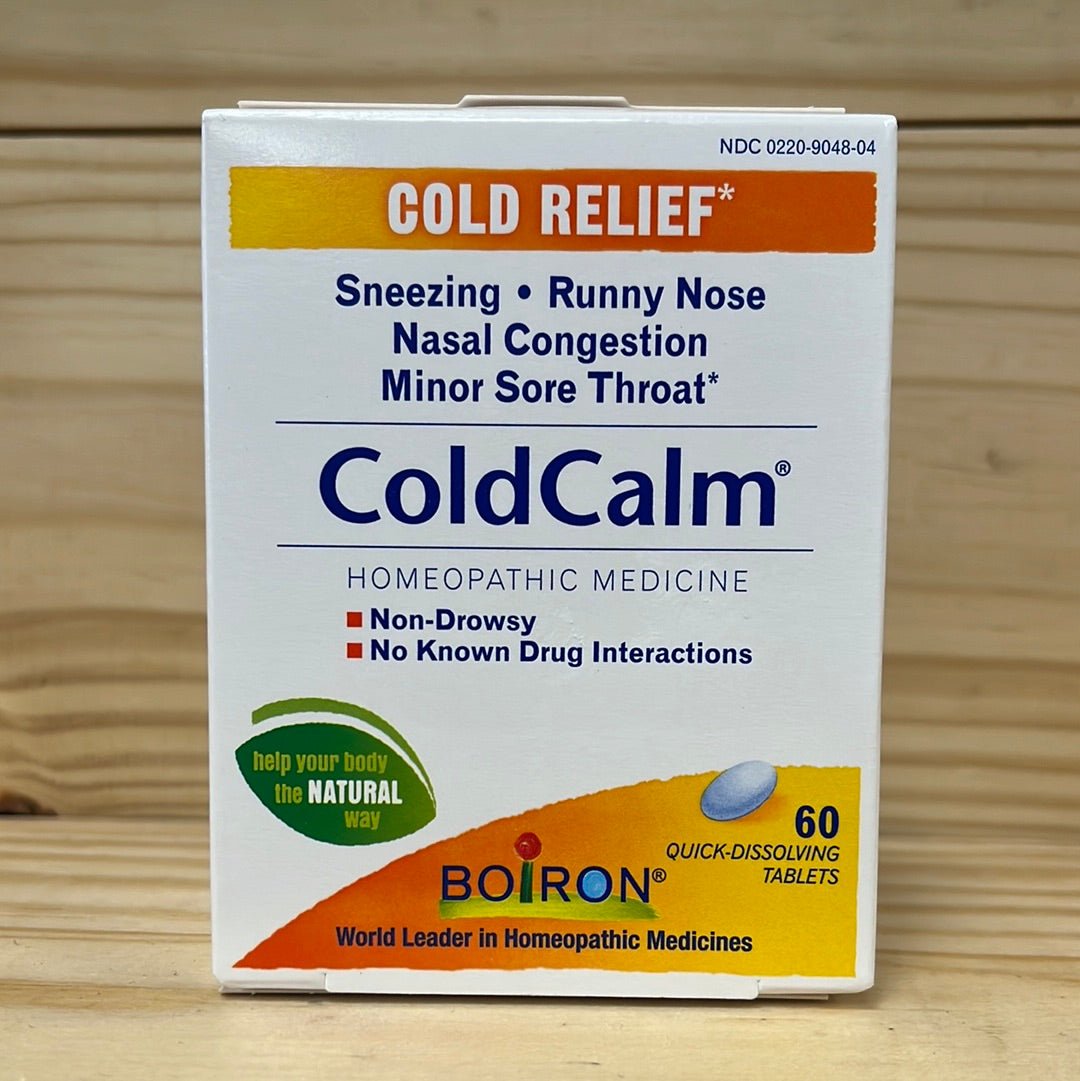 NDC 0220-9048-04
COLD RELIEF*
Sneezing • Runny Nose
Nasal Congestion
Minor Sore Throat*
ColdCalm®
HOMEOPATHIC MEDICINE
■ Non-Drowsy
■ No Known Drug Interactions
help your body
the NATURAL
way
60
QUICK-DISSOLVING
TABLETS
BOIRON®
World Leader in Homeopathic Medicines